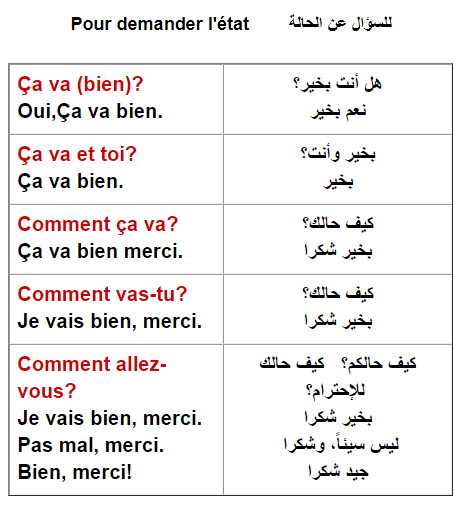 Pour demander l'état
للسؤال عن الحالة
Ça va (bien)?
Oui,Ça va bien.
هل أنت بخير؟
نعم بخير
Ça va et toi?
Ça va bien.
بخير وأنت؟
بخير
Comment ça va?
Ça va bien merci.
كيف حالك؟
بخير شكرا
Comment vas-tu?
Je vais bien, merci.
كيف حالك؟
بخير شكرا
Comment allez-
vous?
Je vais bien, merci.
Pas mal, merci.
Bien, merci!
كيف حالكم؟ كيف حالك
للإحترام؟
بخير شكرا
ليس سيئاً، وشكرا
جيد شكرا